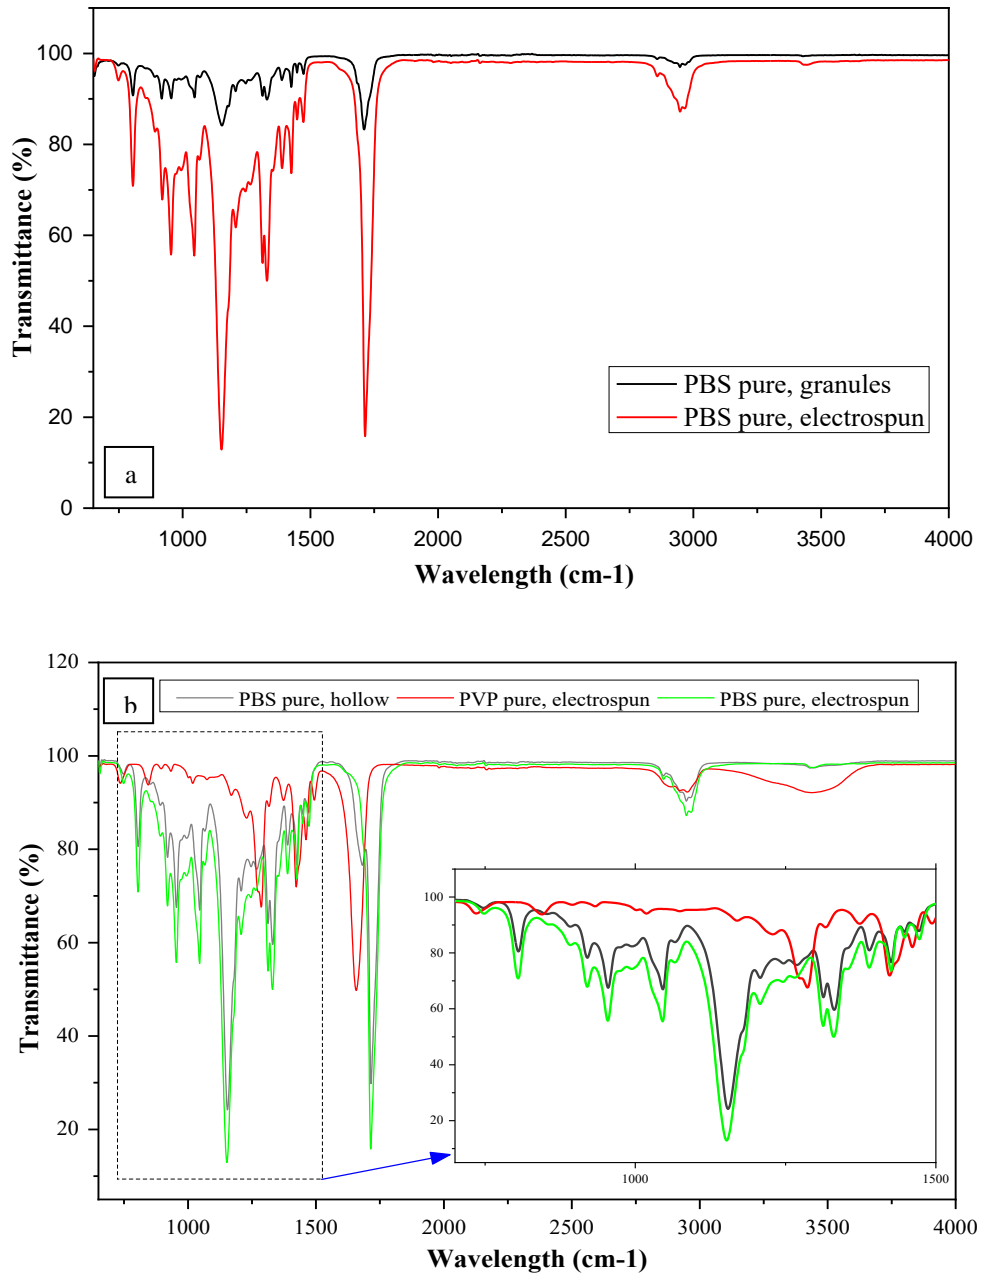 100
80
60
40
20
0
Transmittance (%)
PBS pure, granules
PBS pure, electrospun
a
1000 1500 2000 2500 3000 3500 4000
Wavelength (cm-1)
120
100
80
60
40
20
Transmittance (%)
b
PBS pure, hollow PVP pure, electrospun PBS pure, electrospun
100
80
60
40
20
1000 1500
1000 1500 2000 2500 3000 3500 4000
Wavelength (cm-1)